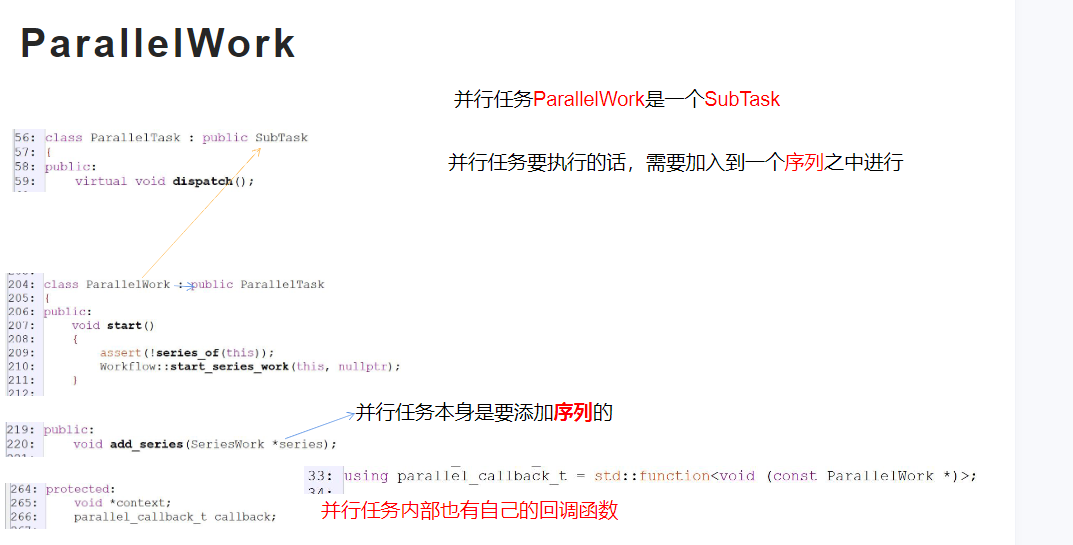 ParallelWork
并行任务ParallelWork是一个SubTask
56: class ParallelTask : public SubTask
57: {
58: public:
59: virtual void dispatch();
并行任务要执行的话，需要加入到一个序列之中进行
204: class ParallelWork : public ParallelTask
205: {
206: public:
207: void start()
208: {
209: assert(!series_of(this));
210: Workflow::start_series_work(this, nullptr);
211: }
212:
并行任务本身是要添加序列的
219: public:
220: void add_series(SeriesWork *series);
33: using parallel_callback_t = std::function<void (const ParallelWork *)>;
34:
264: protected:
265: void *context;
266: parallel_callback_t callback;
并行任务内部也有自己的回调函数